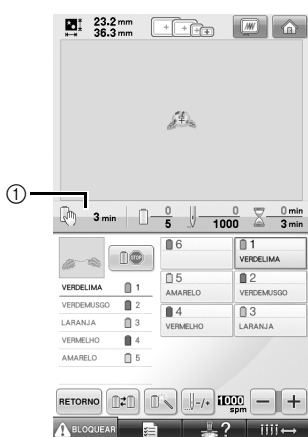 23.2 mm
36.3 mm
①
3 min
0
5
0
1000
0 min
3 min
6
1
VERDELIMA
5
AMARELO
2
VERDEMUSGO
4
VERMELHO
3
LARANJA
VERDELIMA 1
VERDEMUSGO 2
LARANJA 3
VERMELHO 4
AMARELO 5
RETORNO
-/+
1000
spm
− +
BLOQUEAR
?